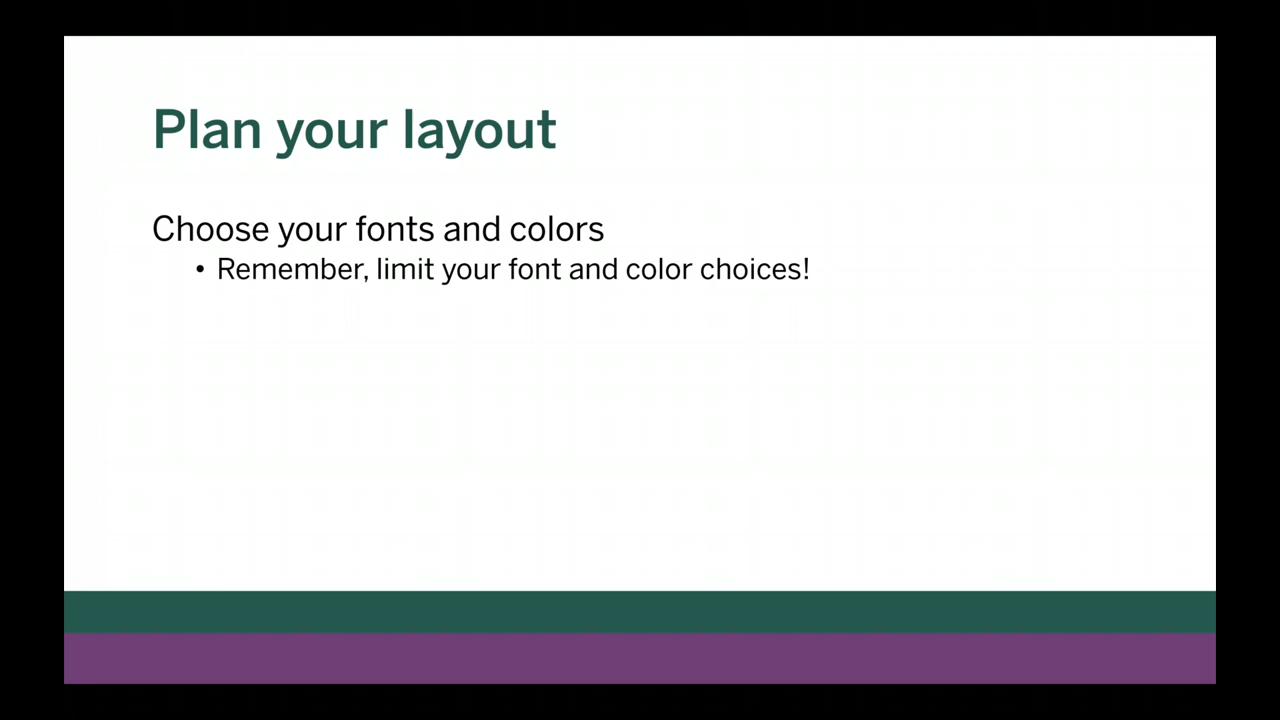 Plan your layout
Choose your fonts and colors
• Remember, limit your font and color choices!